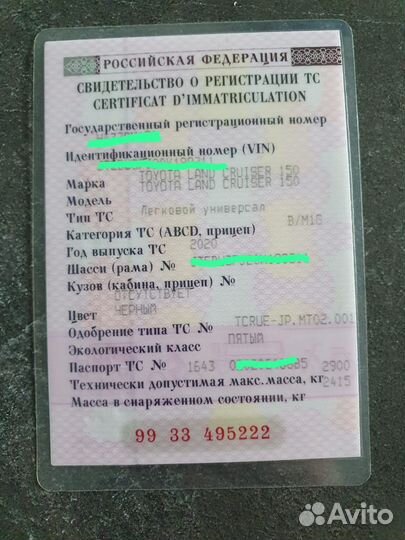 РОССИЙСКАЯ ФЕДЕРАЦИЯ
СВИДЕТЕЛЬСТВО О РЕГИСТРАЦИИ ТС
CERTIFICAT D'IMMATRICULATION
Государственный регистрационный номер
Идентификационный номер (VIN)
TOYOTA LAND CRUISER 150
Марка TOYOTA LAND CRUISER 150
Модель
Тип ТС Легковой универсал
Категория ТС (ABCD, прицеп) B/M1G
Год выпуска ТС 2020
Шасси (рама) №
Кузов (кабина, прицеп) №
ОТСУТСТВУЕТ
Цвет ЧЕРНЫЙ
Одобрение типа ТС № TCRUE-JP.MT02.001
Экологический класс ПЯТЫЙ
Паспорт ТС № 1643 2900
Технически допустимая макс.масса, кг 2415
Масса в снаряженном состоянии, кг
99 33 495222
Avito